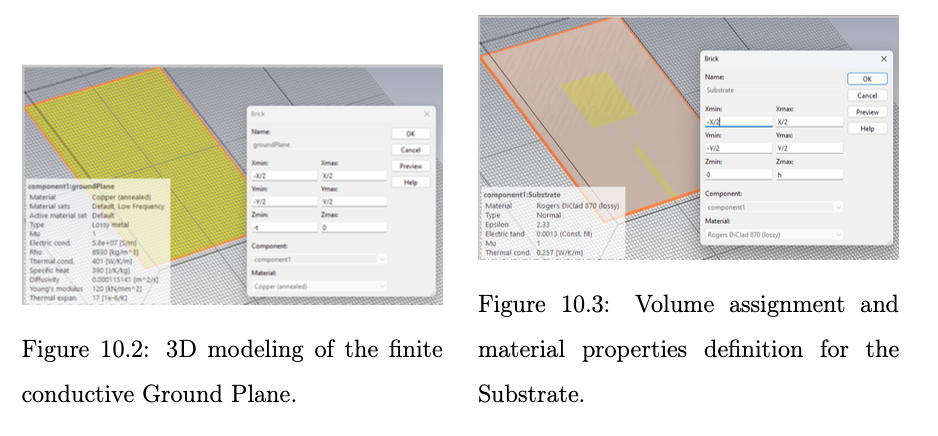 Brick
Name:
groundPlane
OK
Cancel
Preview
Help
Xmin:
Xmax:
-X/2
X/2
Ymin:
Ymax:
-Y/2
Y/2
Zmin:
Zmax:
-t
0
Component:
component1
Material:
Copper (annealed)
component1:groundPlane
Material Copper (annealed)
Material sets Default, Low Frequency
Active material set Default
Type Lossy metal
Mu 1
Electric cond. 5.8e+07 [S/m]
Rho 8930 [kg/m^3]
Thermal cond. 401 [W/K/m]
Specific heat 390 [J/K/kg]
Diffusivity 0.000115141 [m^2/s]
Young's modulus 120 [kN/mm^2]
Thermal expan. 17 [1e-6/K]
Figure 10.2: 3D modeling of the finite
conductive Ground Plane.
Brick
Name:
Substrate
OK
Cancel
Preview
Help
Xmin:
Xmax:
-X/2
X/2
Ymin:
Ymax:
-Y/2
Y/2
Zmin:
Zmax:
0
h
Component:
component1
Material:
Rogers DiClad 870 (lossy)
component1:Substrate
Material Rogers DiClad 870 (lossy)
Type Normal
Epsilon 2.33
Electric tand 0.0013 (Const. fit)
Mu 1
Thermal cond. 0.257 [W/K/m]
Figure 10.3: Volume assignment and
material properties definition for the
Substrate.